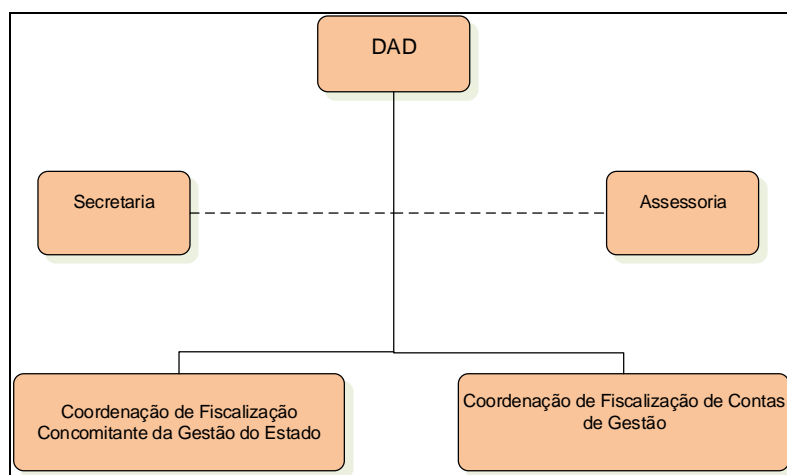 DAD
Secretaria
Assessoria
Coordenação de Fiscalização
Concomitante da Gestão do Estado
Coordenação de Fiscalização de Contas
de Gestão